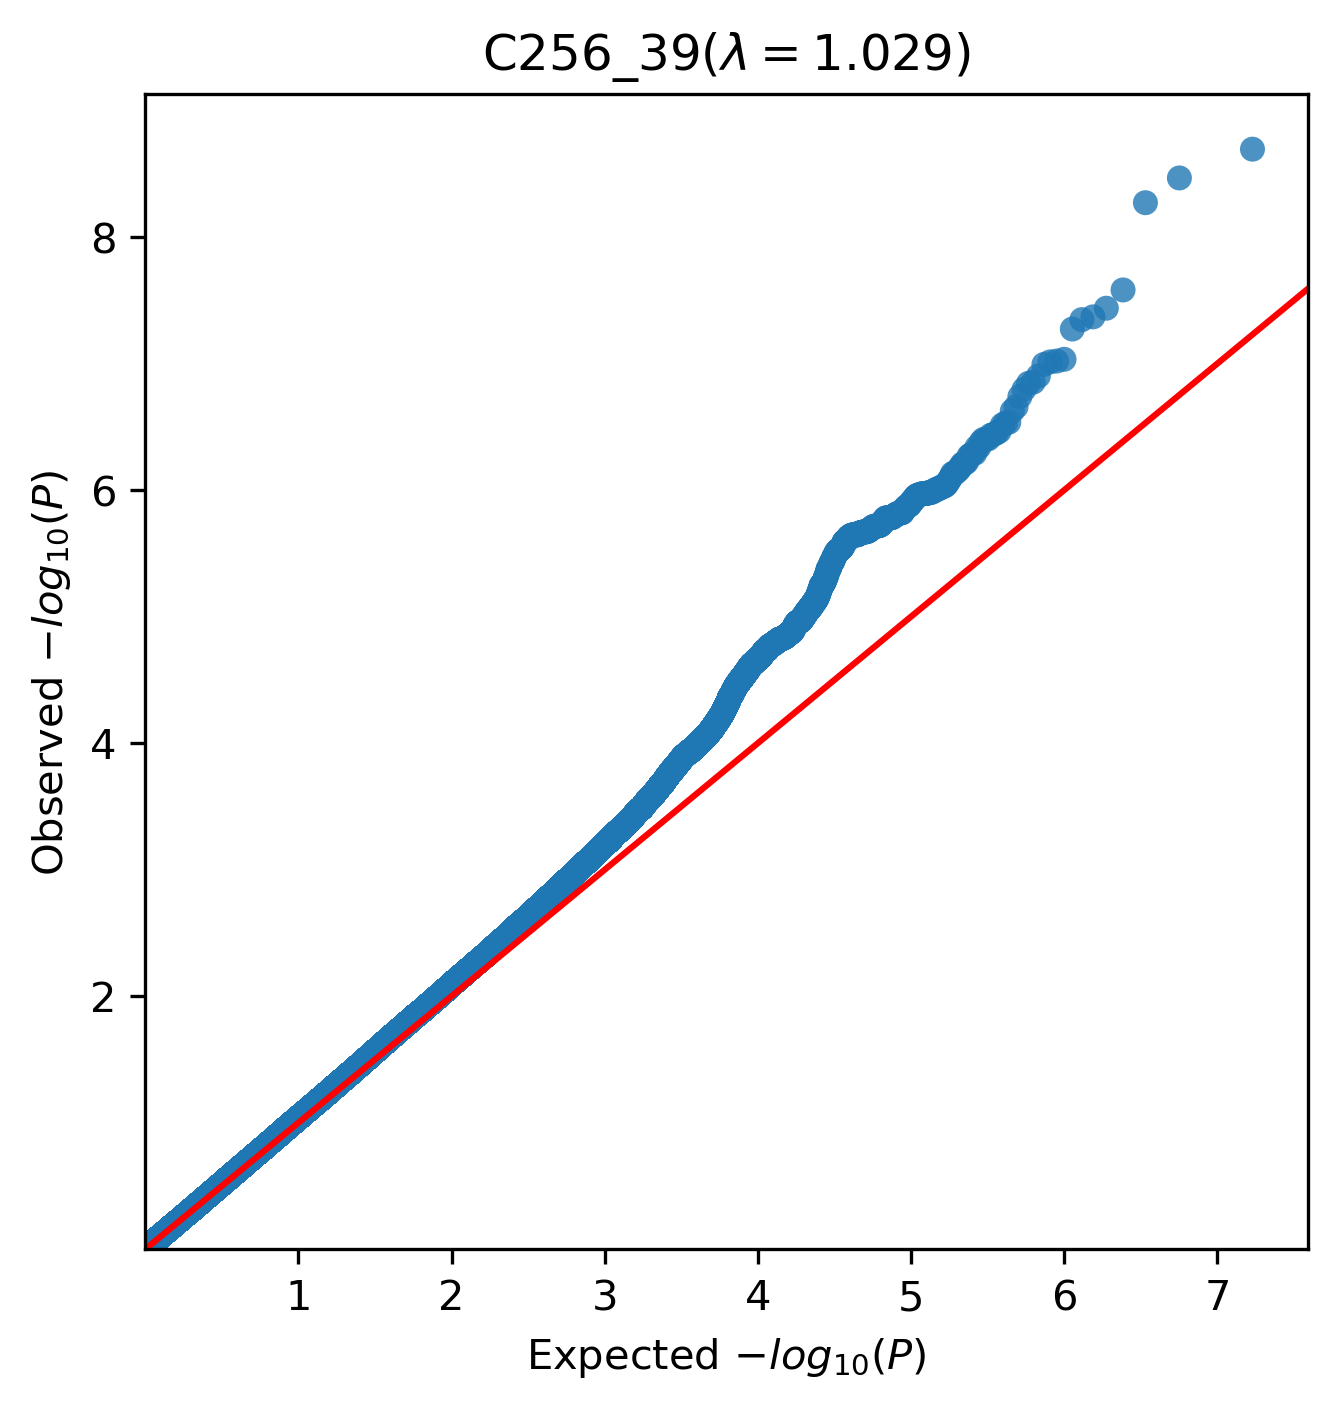 C256_39(λ = 1.029)
Observed −log₁₀(P)
8
6
4
2
1 2 3 4 5 6 7
Expected −log₁₀(P)